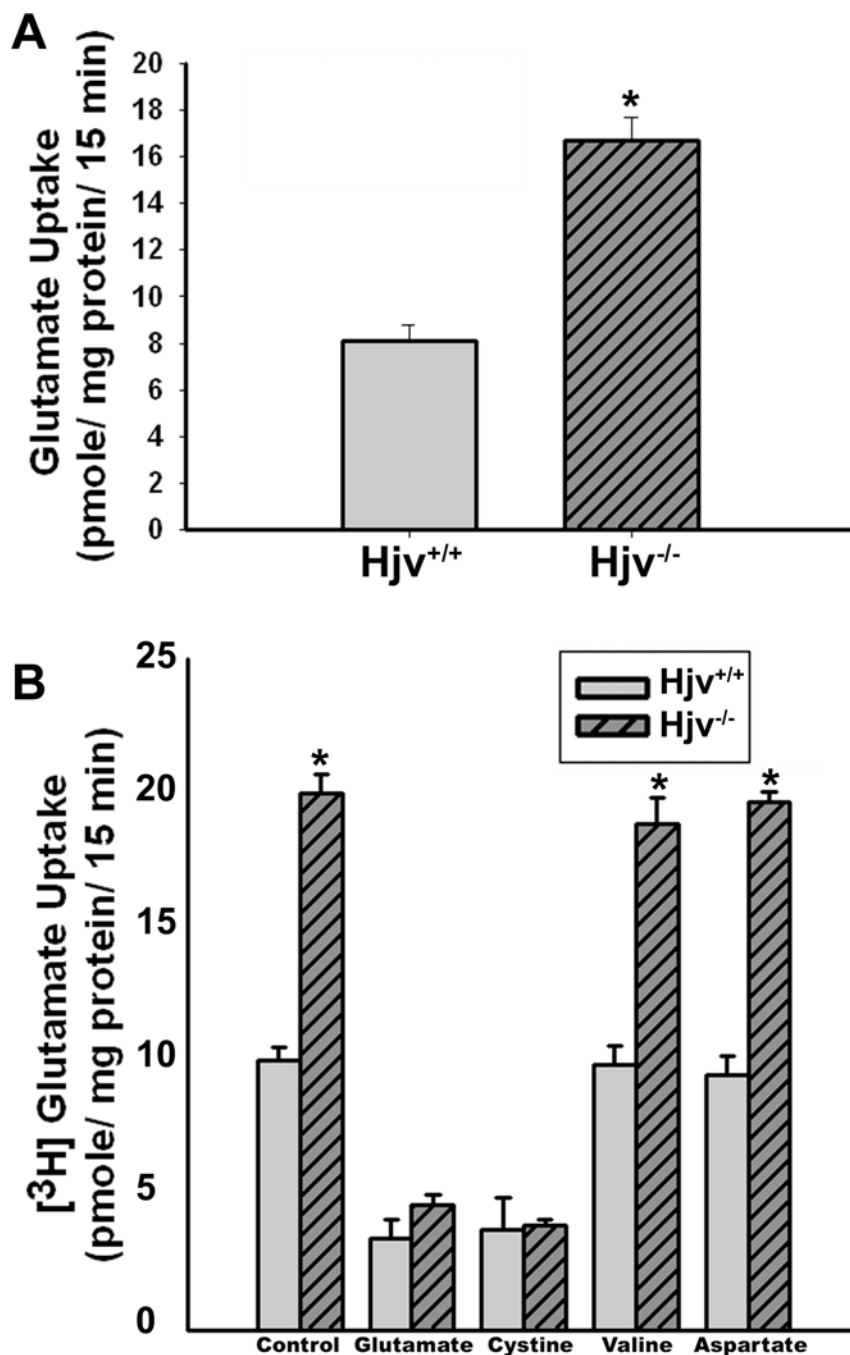 A
Glutamate Uptake
(pmole/ mg protein/ 15 min)
20
18
16
14
12
10
8
6
4
2
0
*
Hjv+/+ Hjv-/-
B
[3H] Glutamate Uptake
(pmole/ mg protein/ 15 min)
25
20
15
10
5
0
Hjv+/+
Hjv-/-
* * *
Control Glutamate Cystine Valine Aspartate